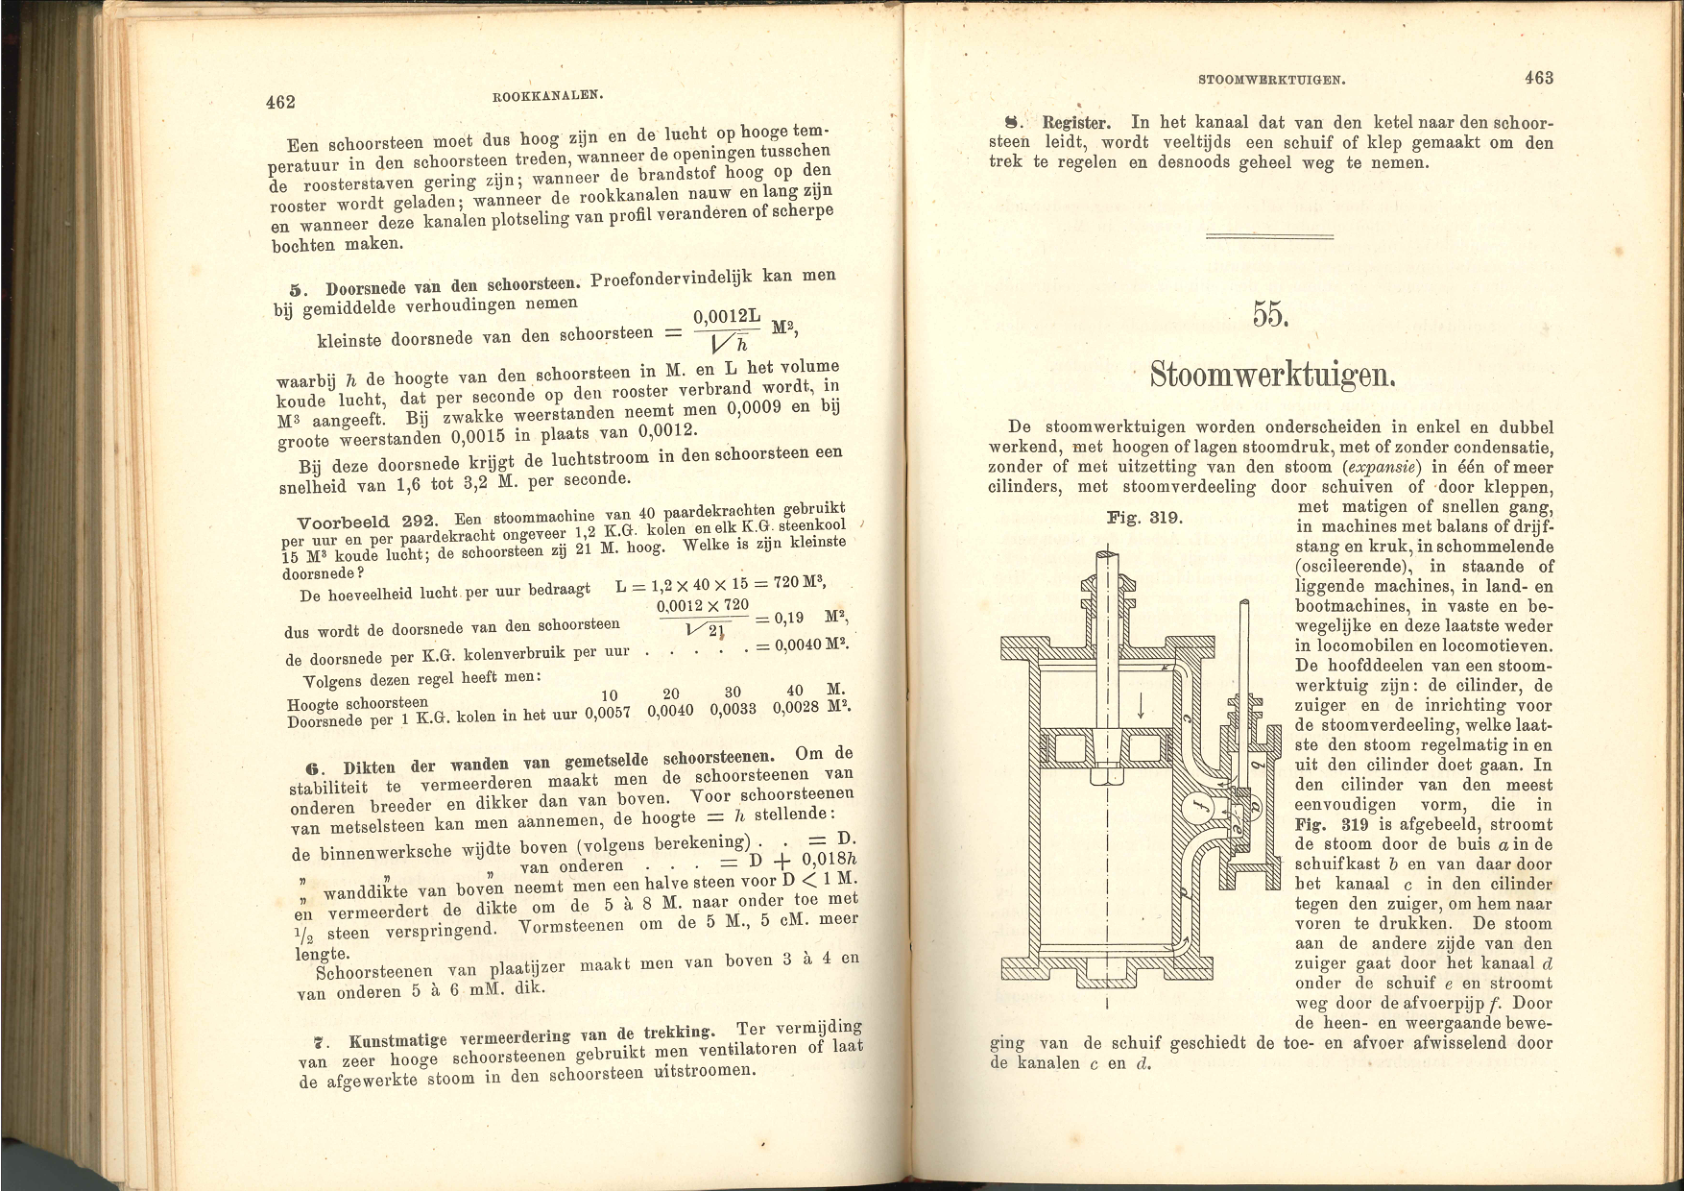 462
ROOKKANALEN.
Een schoorsteen moet dus hoog zijn en de lucht op hooge tem-
peratuur in den schoorsteen treden, wanneer de openingen tusschen
de roosterstaven gering zijn; wanneer de brandstof hoog op den
rooster wordt geladen; wanneer de rookkanalen nauw en lang zijn
en wanneer deze kanalen plotseling van profil veranderen of scherpe
bochten maken.
5. Doorsnede van den schoorsteen. Proefondervindelijk kan men
bij gemiddelde verhoudingen nemen
kleinste doorsnede van den schoorsteen = 0,0012L / √h M²,
waarbij h de hoogte van den schoorsteen in M. en L het volume
koude lucht, dat per seconde op den rooster verbrand wordt, in
M³ aangeeft. Bij zwakke weerstanden neemt men 0,0009 en bij
groote weerstanden 0,0015 in plaats van 0,0012.
Bij deze doorsnede krijgt de luchtstroom in den schoorsteen een
snelheid van 1,6 tot 3,2 M. per seconde.
Voorbeeld 292. Een stoommachine van 40 paardekrachten gebruikt
per uur en per paardekracht ongeveer 1,2 K.G. kolen en elk K.G. steenkool
15 M³ koude lucht; de schoorsteen zij 21 M. hoog. Welke is zijn kleinste
doorsnede?
De hoeveelheid lucht per uur bedraagt L = 1,2 × 40 × 15 = 720 M³,
dus wordt de doorsnede van den schoorsteen 0,0012 × 720 / √21 = 0,19 M²,
de doorsnede per K.G. kolenverbruik per uur . . . . . = 0,0040 M².
Volgens dezen regel heeft men:
Hoogte schoorsteen 10 20 30 40 M.
Doorsnede per 1 K.G. kolen in het uur 0,0057 0,0040 0,0033 0,0028 M².
6. Dikten der wanden van gemetselde schoorsteenen. Om de
stabiliteit te vermeerderen maakt men de schoorsteenen van
onderen breeder en dikker dan van boven. Voor schoorsteenen
van metselsteen kan men aannemen, de hoogte = h stellende:
de binnenwerksche wijdte boven (volgens berekening) . . = D.
„ „ „ van onderen . . . = D + 0,018h
„ wanddikte van boven neemt men een halve steen voor D < 1 M.
en vermeerdert de dikte om de 5 à 8 M. naar onder toe met
1/2 steen verspringend. Vormsteenen om de 5 M., 5 cM. meer
lengte.
Schoorsteenen van plaatijzer maakt men van boven 3 à 4 en
van onderen 5 à 6 mM. dik.
7. Kunstmatige vermeerdering van de trekking. Ter vermijding
van zeer hooge schoorsteenen gebruikt men ventilatoren of laat
de afgewerkte stoom in den schoorsteen uitstroomen.
STOOMWERKTUIGEN.
463
8. Register. In het kanaal dat van den ketel naar den schoor-
steen leidt, wordt veeltijds een schuif of klep gemaakt om den
trek te regelen en desnoods geheel weg te nemen.
55.
Stoomwerktuigen.
De stoomwerktuigen worden onderscheiden in enkel en dubbel
werkend, met hoogen of lagen stoomdruk, met of zonder condensatie,
zonder of met uitzetting van den stoom (expansie) in één of meer
cilinders, met stoomverdeeling door schuiven of door kleppen,
met matigen of snellen gang,
in machines met balans of drijf-
stang en kruk, in schommelende
(oscileerende), in staande of
liggende machines, in land- en
bootmachines, in vaste en be-
wegelijke en deze laatste weder
in locomobilen en locomotieven.
De hoofddeelen van een stoom-
werktuig zijn: de cilinder, de
zuiger en de inrichting voor
de stoomverdeeling, welke laat-
ste den stoom regelmatig in en
uit den cilinder doet gaan. In
den cilinder van den meest
eenvoudigen vorm, die in
Fig. 319 is afgebeeld, stroomt
de stoom door de buis a in de
schuifkast b en van daar door
het kanaal c in den cilinder
tegen den zuiger, om hem naar
voren te drukken. De stoom
aan de andere zijde van den
zuiger gaat door het kanaal d
onder de schuif e en stroomt
weg door de afvoerpijp f. Door
de heen- en weergaande bewe-
ging van de schuif geschiedt de toe- en afvoer afwisselend door
de kanalen c en d.
Fig. 319.
c
b
a
f
e
d